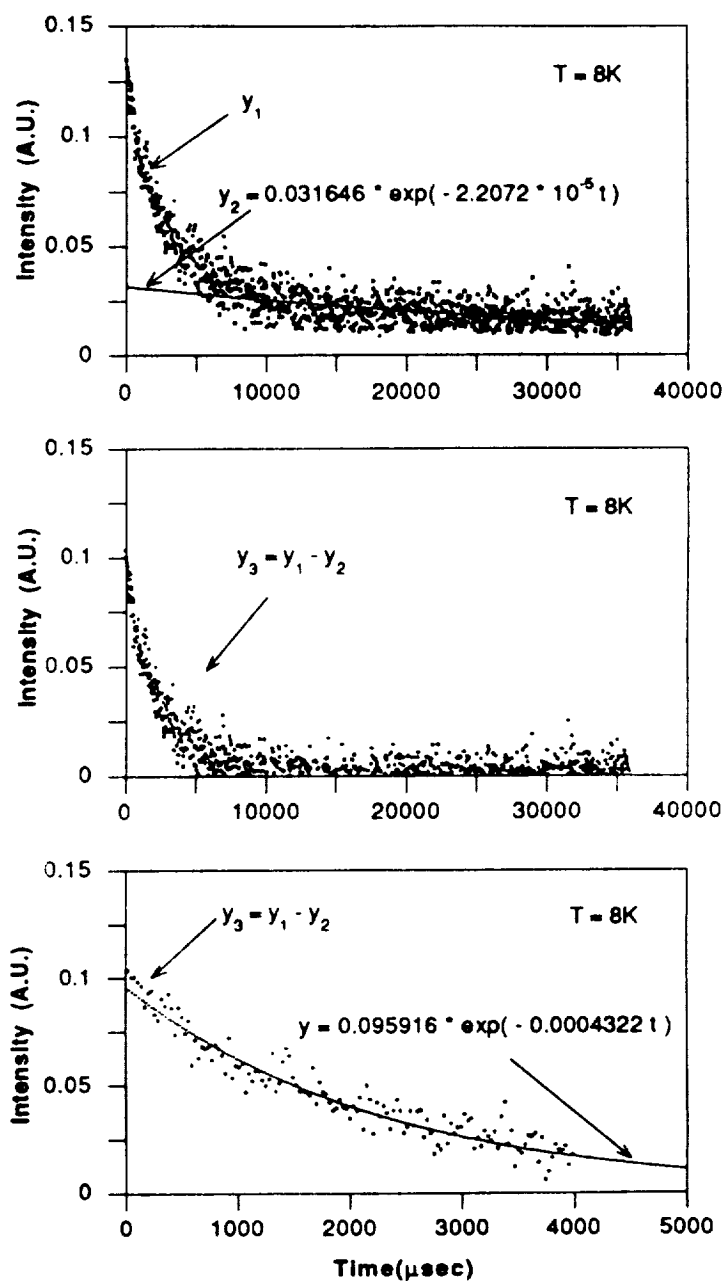 0.15
T = 8K
y1
0.1
y2 = 0.031646 * exp( - 2.2072 * 10^-5 t)
0.05
0
0 10000 20000 30000 40000
Intensity (A.U.)
0.15
T = 8K
y3 = y1 - y2
0.1
0.05
0
0 10000 20000 30000 40000
Intensity (A.U.)
0.15
y3 = y1 - y2
T = 8K
0.1
y = 0.095916 * exp( - 0.0004322 t )
0.05
0
0 1000 2000 3000 4000 5000
Intensity (A.U.)
Time(μsec)